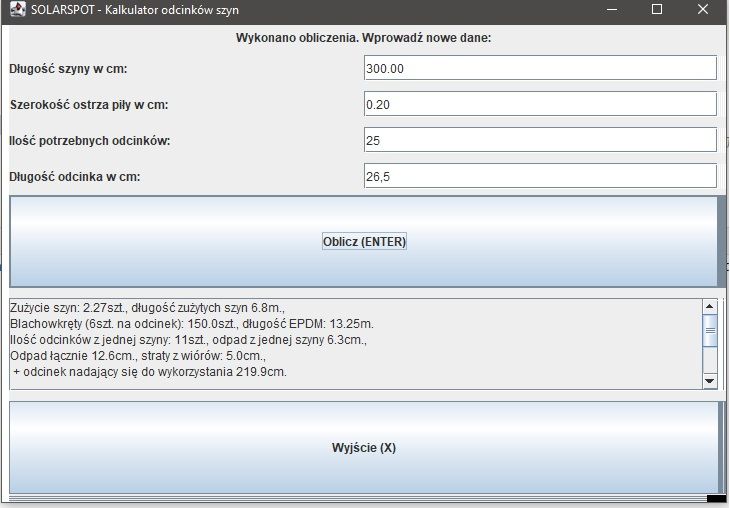 SOLARSPOT - Kalkulator odcinków szyn
Wykonano obliczenia. Wprowadź nowe dane:
Długość szyny w cm:
300.00
Szerokość ostrza piły w cm:
0.20
Ilość potrzebnych odcinków:
25
Długość odcinka w cm:
26,5
Oblicz (ENTER)
Zużycie szyn: 2.27szt., długość zużytych szyn 6.8m.,
Blachowkręty (6szt. na odcinek): 150.0szt., długość EPDM: 13.25m.
Ilość odcinków z jednej szyny: 11szt., odpad z jednej szyny 6.3cm.,
Odpad łącznie 12.6cm., straty z wiórów: 5.0cm.,
+ odcinek nadający się do wykorzystania 219.9cm.
Wyjście (X)